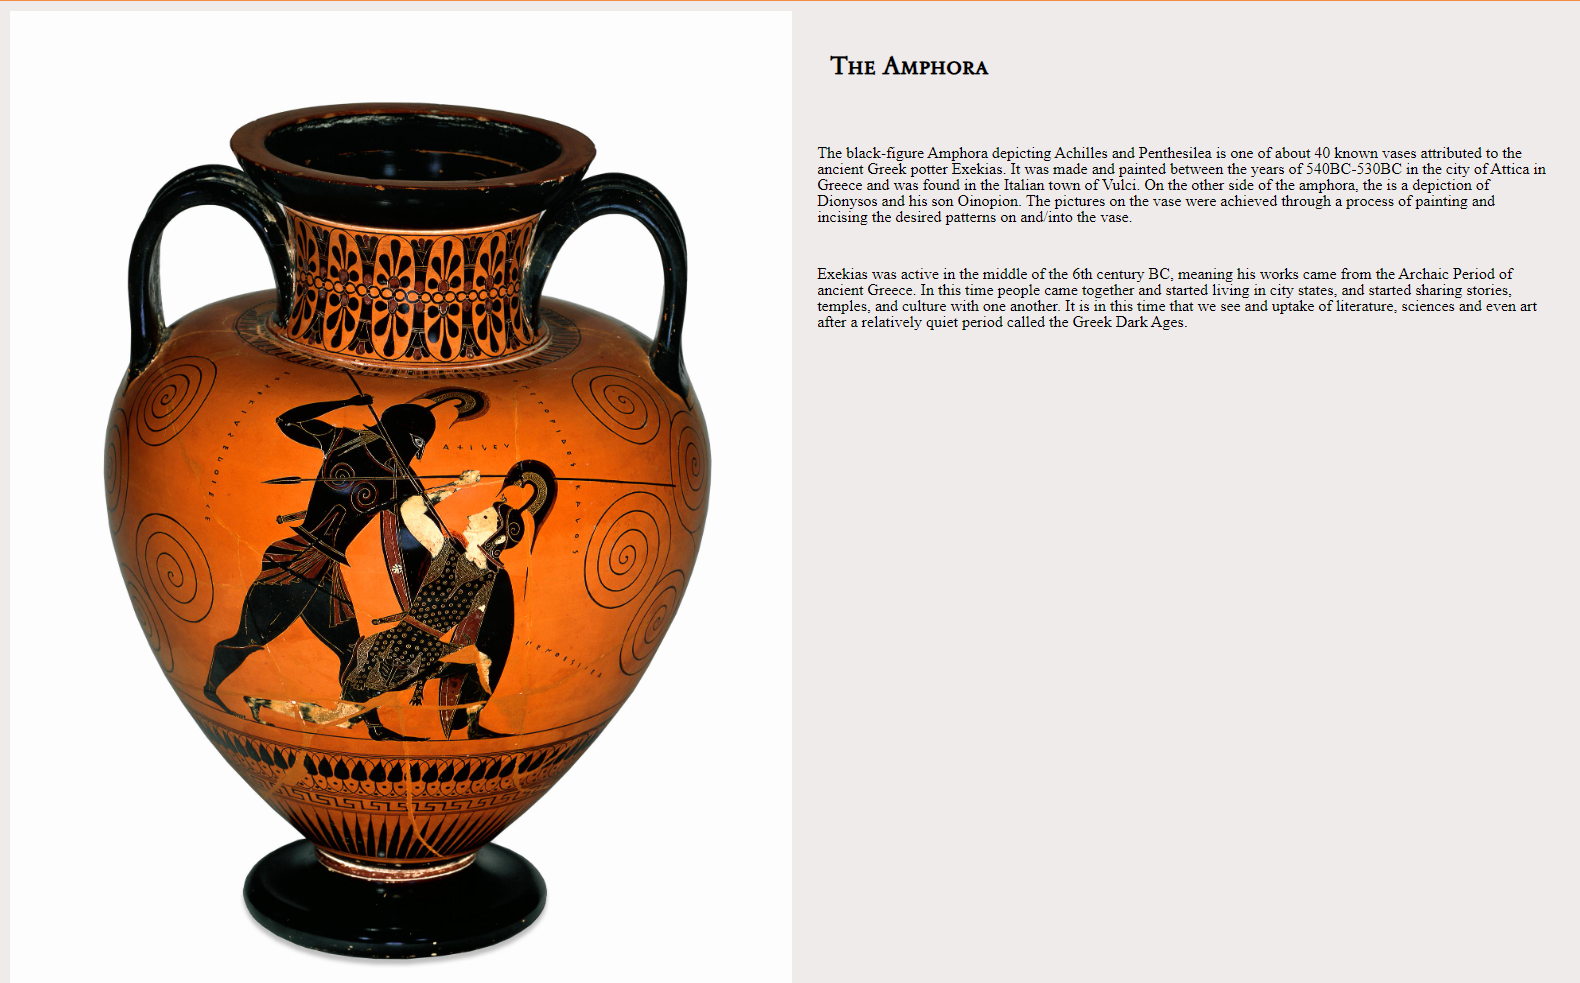 The Amphora
The black-figure Amphora depicting Achilles and Penthesilea is one of about 40 known vases attributed to the
ancient Greek potter Exekias. It was made and painted between the years of 540BC-530BC in the city of Attica in
Greece and was found in the Italian town of Vulci. On the other side of the amphora, the is a depiction of
Dionysos and his son Oinopion. The pictures on the vase were achieved through a process of painting and
incising the desired patterns on and/into the vase.
Exekias was active in the middle of the 6th century BC, meaning his works came from the Archaic Period of
ancient Greece. In this time people came together and started living in city states, and started sharing stories,
temples, and culture with one another. It is in this time that we see and uptake of literature, sciences and even art
after a relatively quiet period called the Greek Dark Ages.